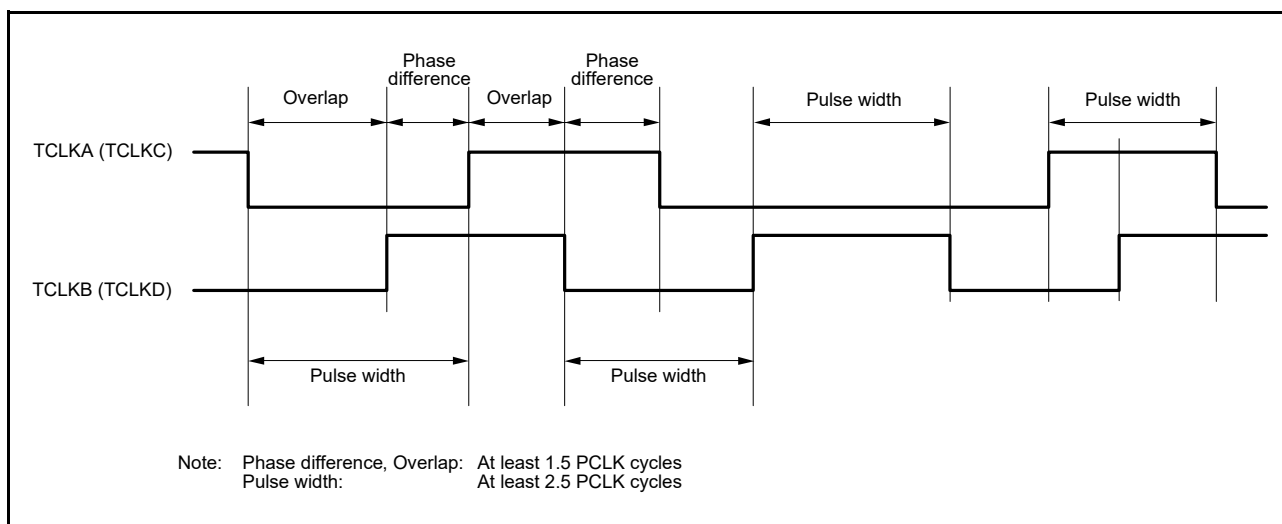 Phase
difference
Phase
difference
Overlap
Overlap
Pulse width
Pulse width
TCLKA (TCLKC)
TCLKB (TCLKD)
Pulse width
Pulse width
Note: Phase difference, Overlap: At least 1.5 PCLK cycles
Pulse width: At least 2.5 PCLK cycles